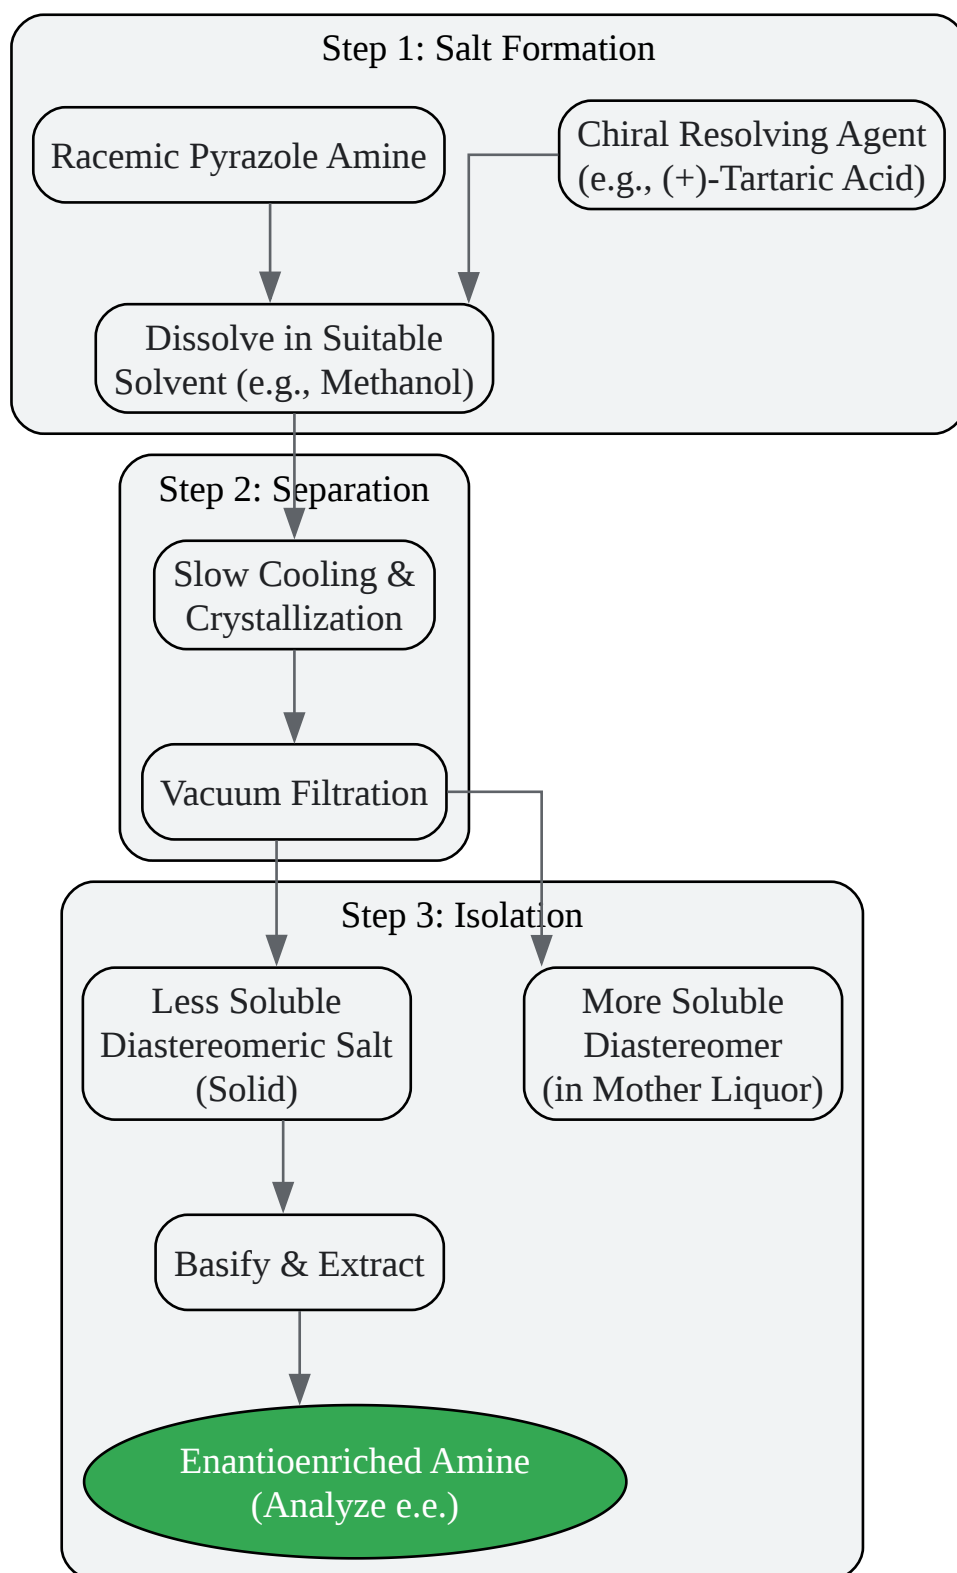 Step 1: Salt Formation
Racemic Pyrazole Amine
Chiral Resolving Agent
(e.g., (+)-Tartaric Acid)
Dissolve in Suitable
Solvent (e.g., Methanol)
Step 2: Separation
Slow Cooling &
Crystallization
Vacuum Filtration
Step 3: Isolation
Less Soluble
Diastereomeric Salt
(Solid)
More Soluble
Diastereomer
(in Mother Liquor)
Basify & Extract
Enantioenriched Amine
(Analyze e.e.)